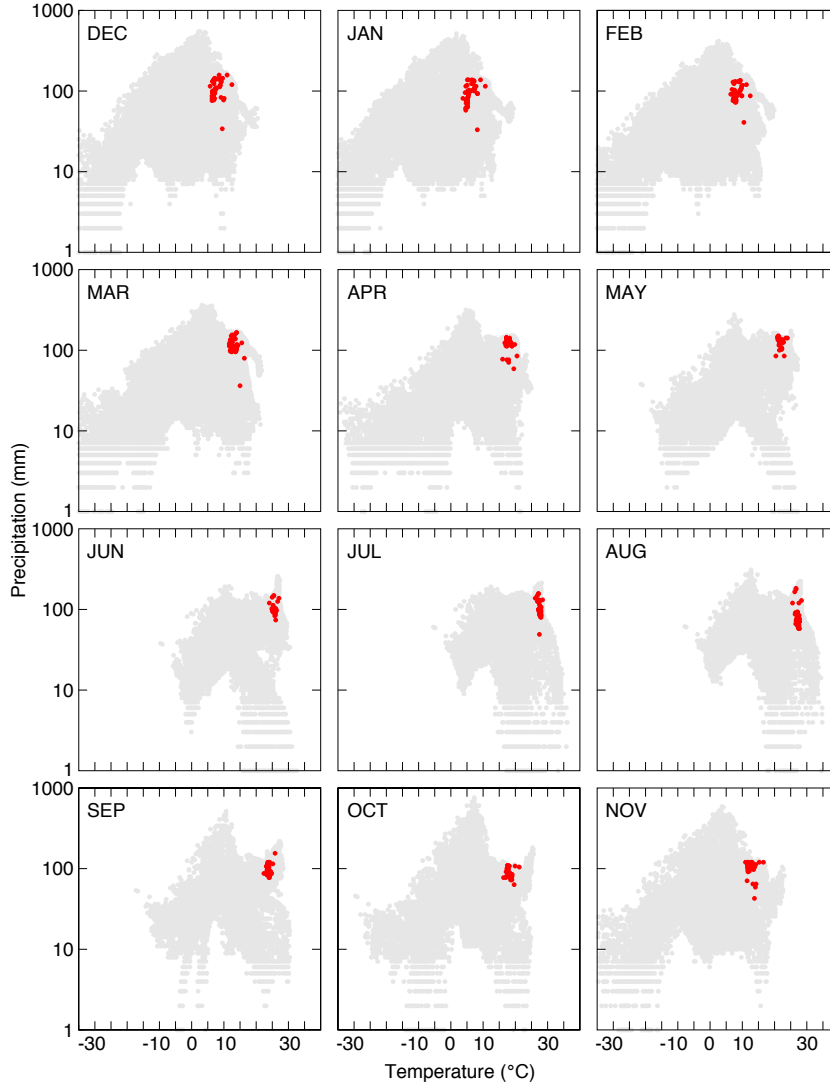 1000
DEC
JAN
FEB
100
10
1
1000
MAR
APR
MAY
100
10
1
Precipitation (mm)
1000
JUN
JUL
AUG
100
10
1
1000
SEP
OCT
NOV
100
10
1
-30 -10 0 10 30 -30 -10 0 10 30 -30 -10 0 10 30
Temperature (°C)